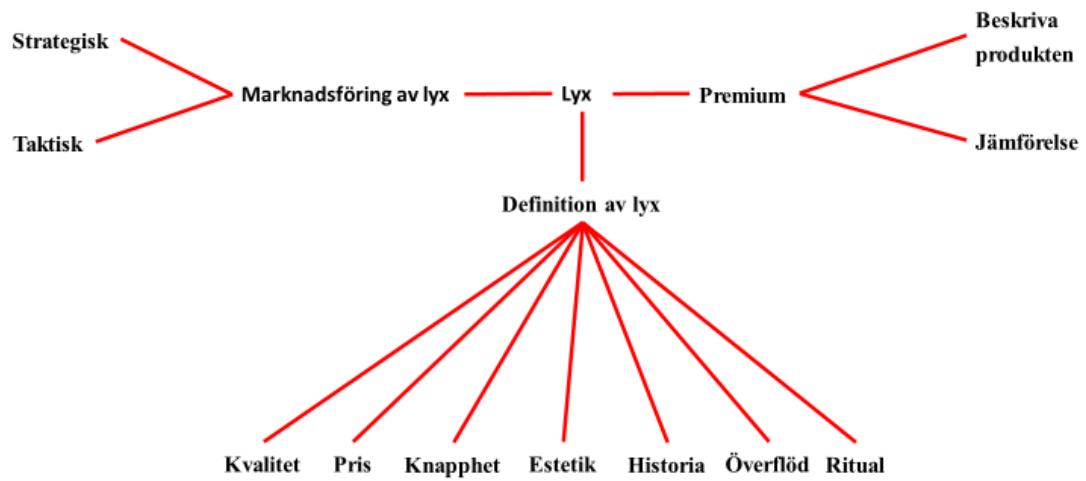 Beskriva
produkten
Strategisk
Marknadsföring av lyx Lyx Premium
Taktisk
Jämförelse
Definition av lyx
Kvalitet Pris Knapphet Estetik Historia Överflöd Ritual